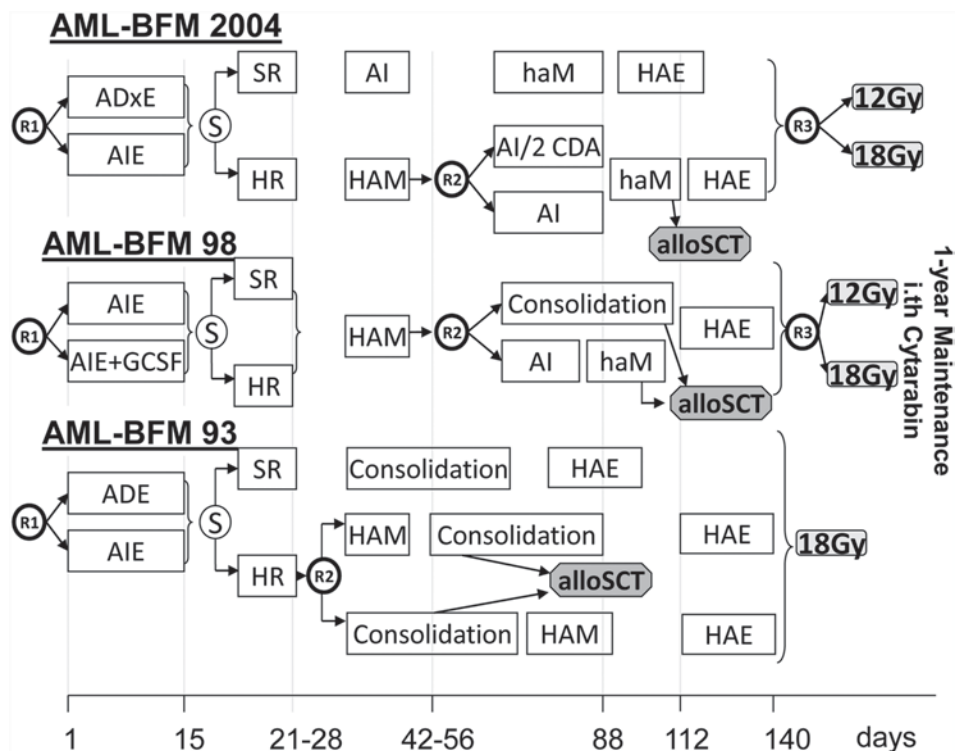 AML-BFM 2004
SR
AI
haM
HAE
ADxE
R1
S
AIE
HR
HAM
R2
AI/2 CDA
AI
haM
HAE
alloSCT
R3
12Gy
18Gy
AML-BFM 98
SR
AIE
R1
S
AIE+GCSF
HR
HAM
R2
Consolidation
AI
haM
HAE
alloSCT
R3
12Gy
18Gy
1-year Maintenance
i.th Cytarabin
AML-BFM 93
SR
Consolidation
HAE
ADE
R1
S
AIE
HR
R2
HAM
Consolidation
HAE
alloSCT
Consolidation
HAM
HAE
18Gy
1 15 21-28 42-56 88 112 140 days